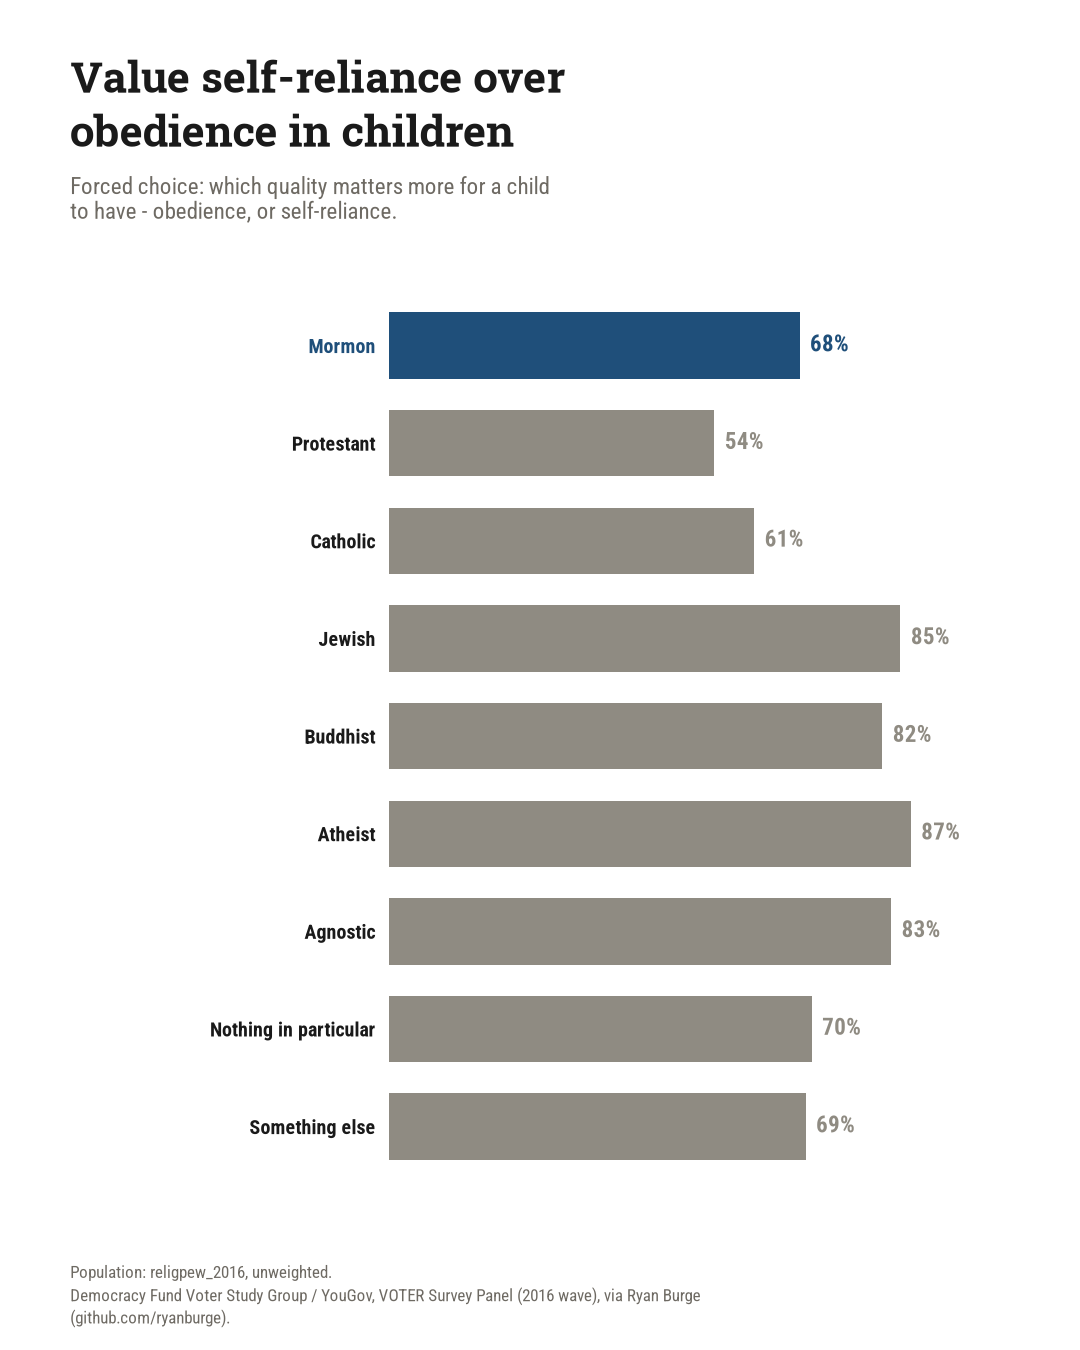 Value self-reliance over
obedience in children
Forced choice: which quality matters more for a child
to have - obedience, or self-reliance.
Mormon 68%
Protestant 54%
Catholic 61%
Jewish 85%
Buddhist 82%
Atheist 87%
Agnostic 83%
Nothing in particular 70%
Something else 69%
Population: religpew_2016, unweighted.
Democracy Fund Voter Study Group / YouGov, VOTER Survey Panel (2016 wave), via Ryan Burge
(github.com/ryanburge).